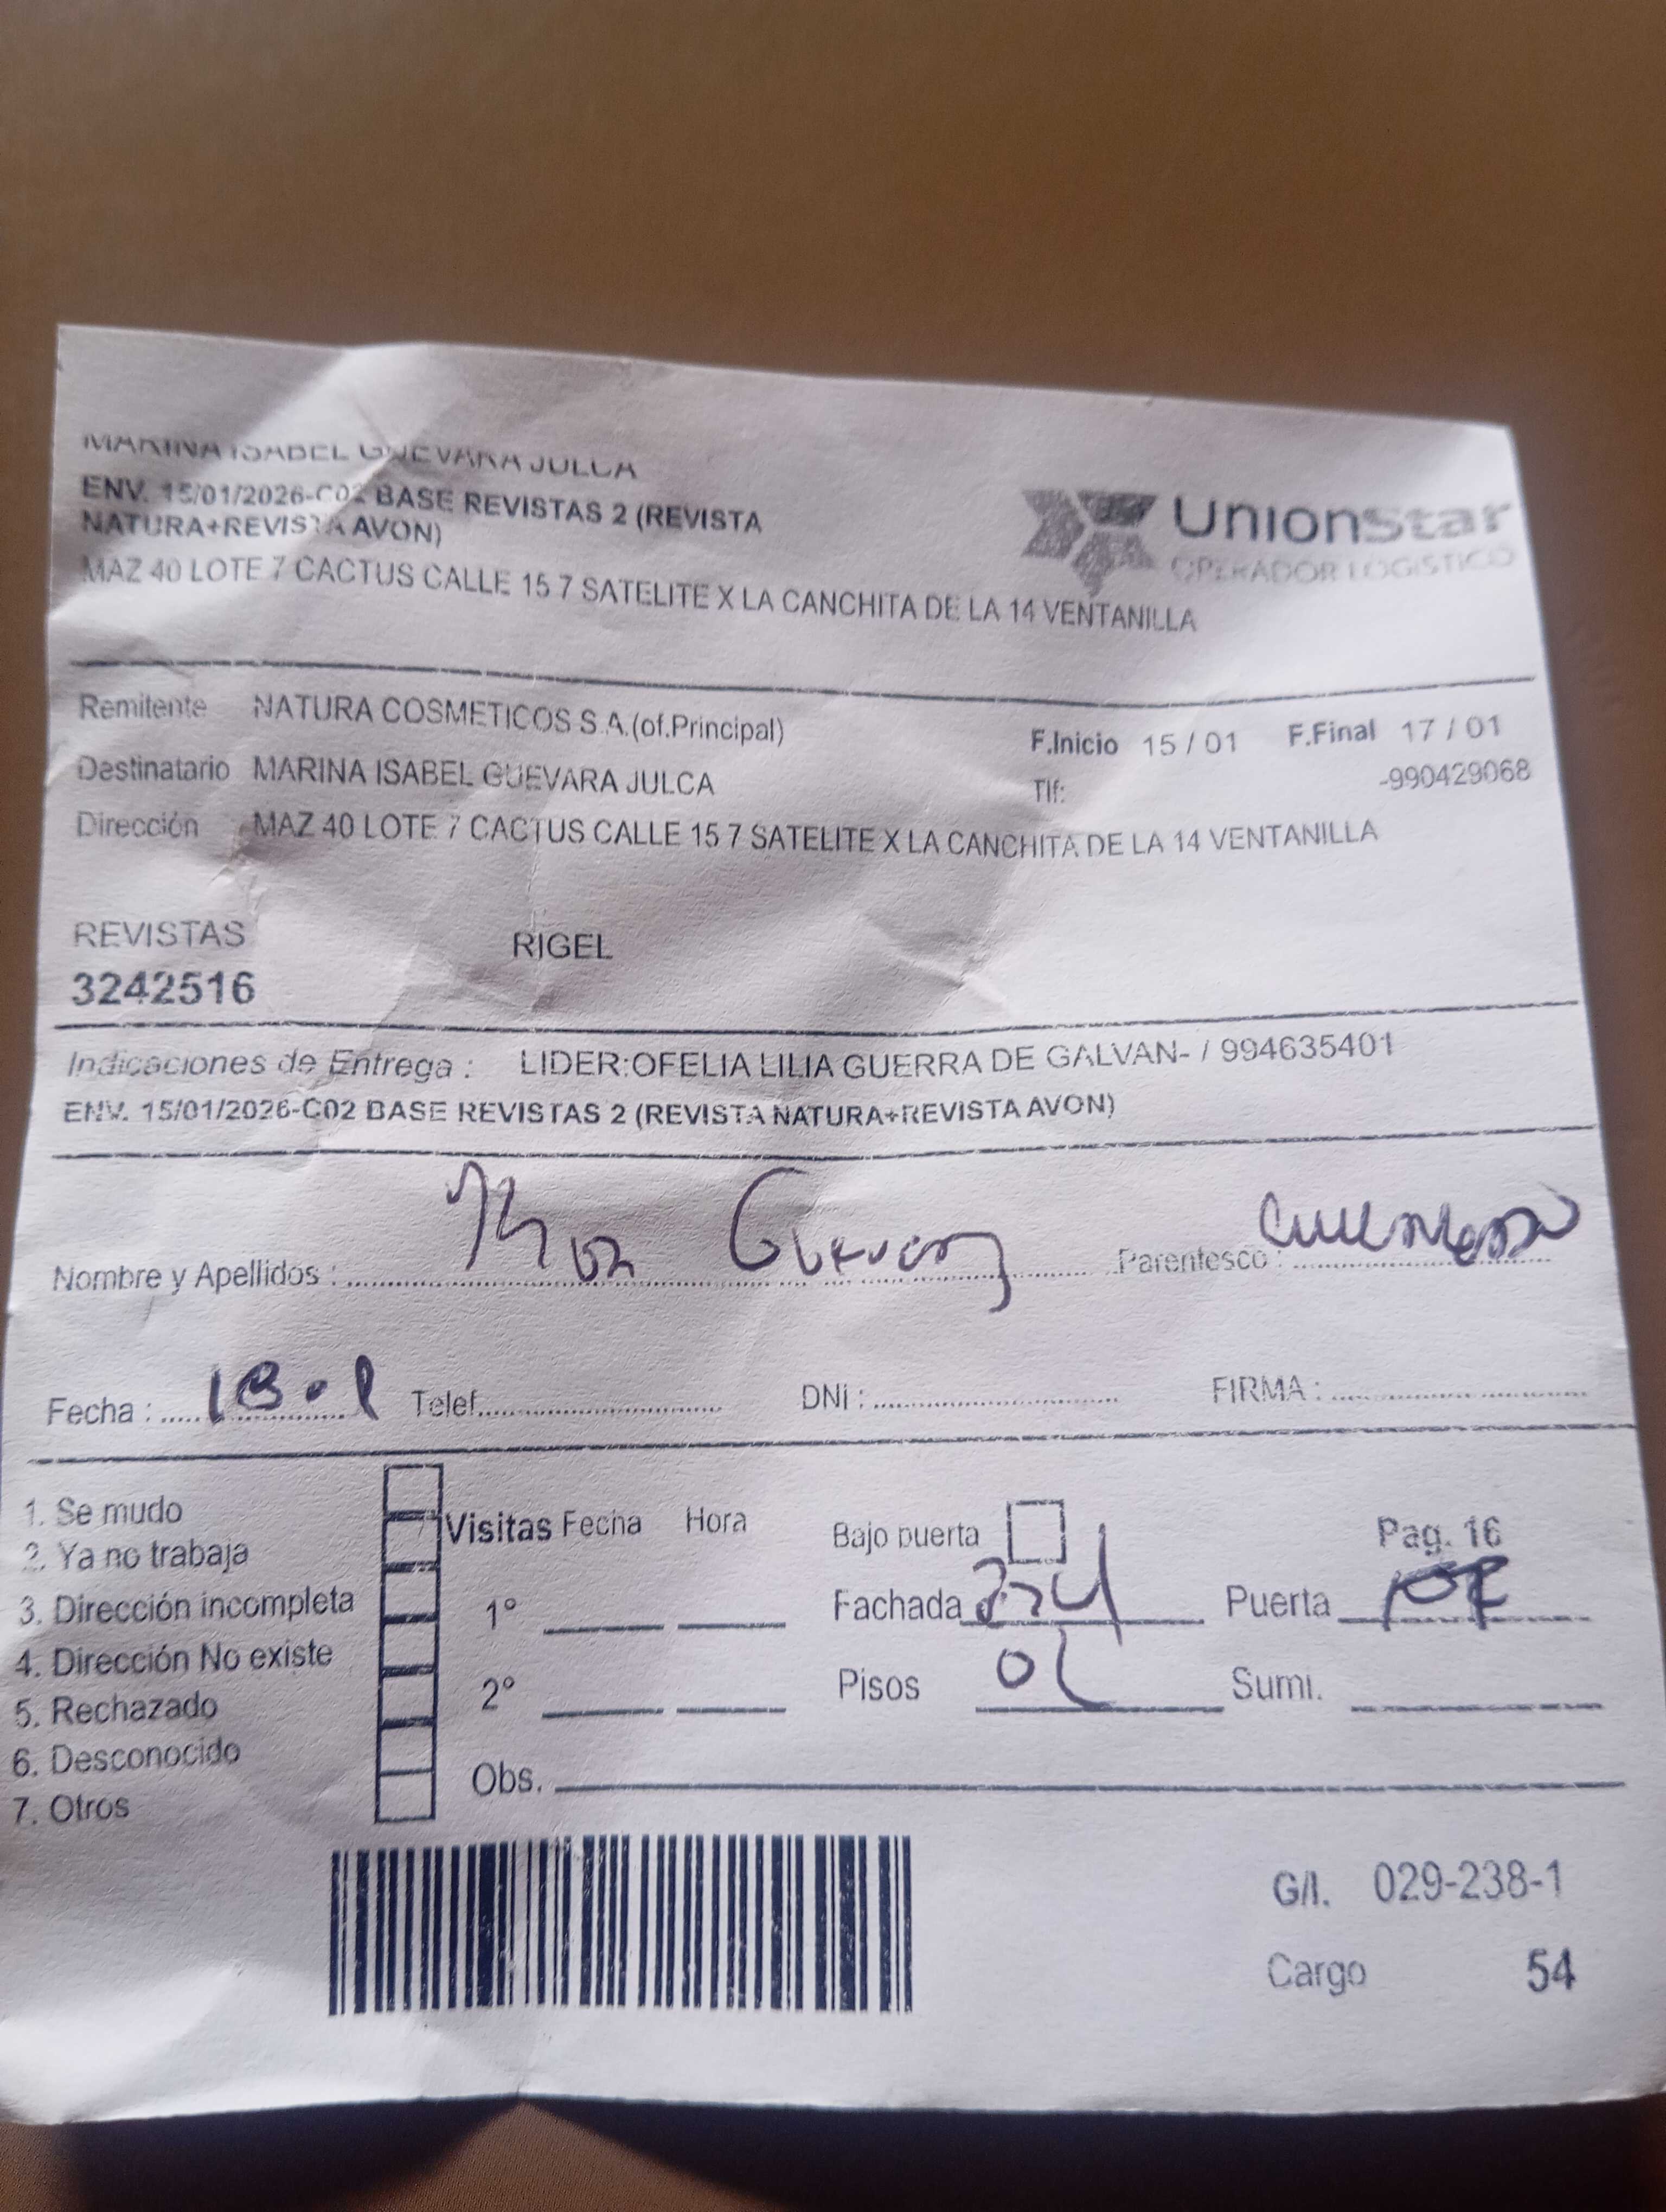 MARINA ISABEL GUEVARA JULCA
ENV. 15/01/2026-C02 BASE REVISTAS 2 (REVISTA
NATURA+REVISTA AVON)
MAZ 40 LOTE 7 CACTUS CALLE 15 7 SATELITE X LA CANCHITA DE LA 14 VENTANILLA
UnionStar
OPERADOR LOGISTICO
Remitente NATURA COSMETICOS S.A.(of.Principal)
F.Inicio 15 / 01 F.Final 17 / 01
Destinatario MARINA ISABEL GUEVARA JULCA
Tlf: -990429068
Dirección MAZ 40 LOTE 7 CACTUS CALLE 15 7 SATELITE X LA CANCHITA DE LA 14 VENTANILLA
REVISTAS RIGEL
3242516
Indicaciones de Entrega : LIDER:OFELIA LILIA GUERRA DE GALVAN- / 994635401
ENV. 15/01/2026-C02 BASE REVISTAS 2 (REVISTA NATURA+REVISTA AVON)
Nombre y Apellidos : Guevara Parentesco :
Fecha : Telef. DNI : FIRMA :
1. Se mudo
2. Ya no trabaja
3. Dirección incompleta
4. Dirección No existe
5. Rechazado
6. Desconocido
7. Otros
Visitas Fecha Hora
1°
2°
Obs.
Bajo puerta Pag. 16
Fachada Puerta
Pisos Sumi.
G/I. 029-238-1
Cargo 54